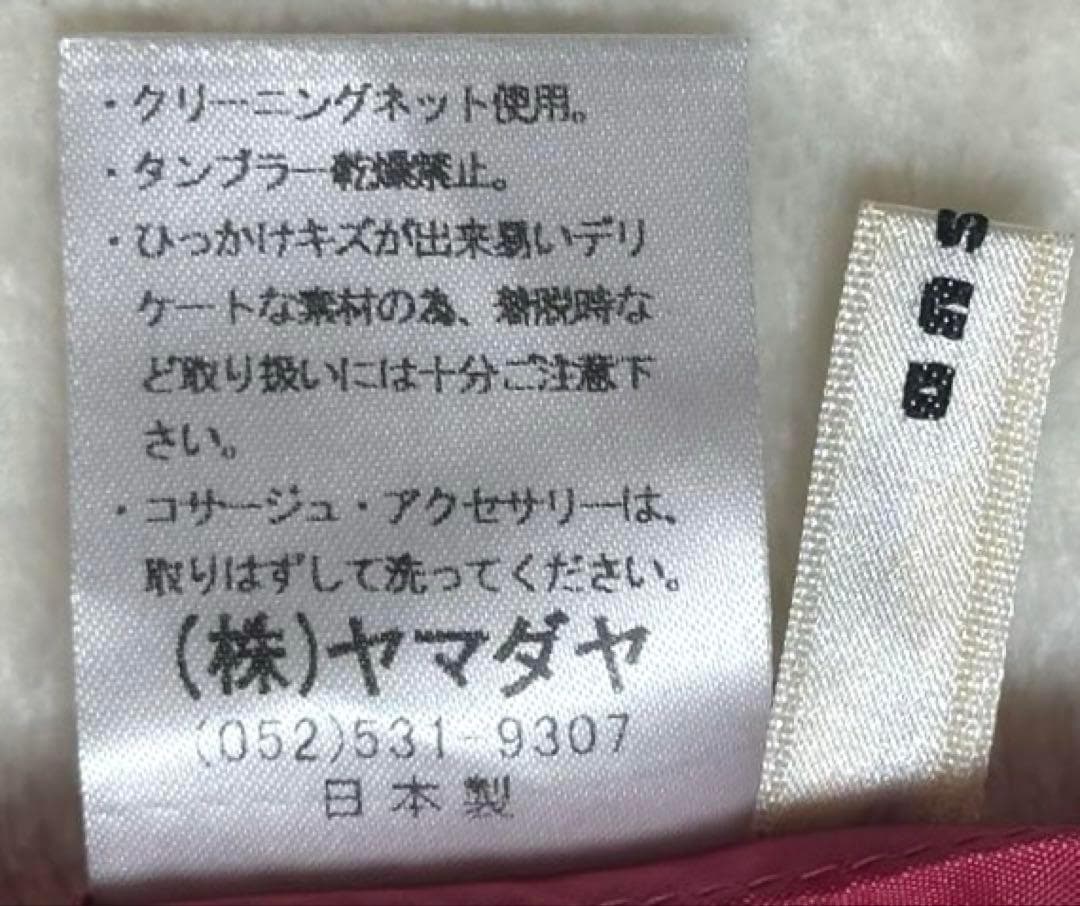 ・クリーニングネット使用。
・タンブラー乾燥禁止。
・ひっかけキズが出来易いデリ
ケートな素材の為、着脱時な
ど取り扱いには十分ご注意下
さい。
・コサージュ・アクセサリーは、
取りはずして洗ってください。
(株)ヤマダヤ
(052)531-9307
日本製